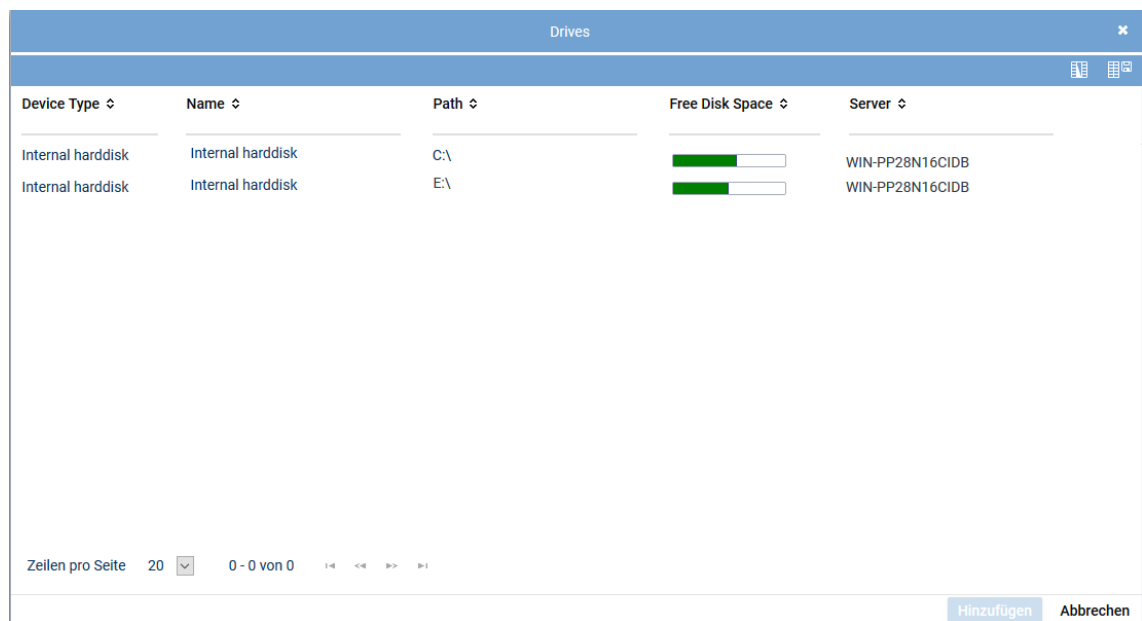 Drives
Device Type Name Path Free Disk Space Server
Internal harddisk Internal harddisk C:\ WIN-PP28N16CIDB
Internal harddisk Internal harddisk E:\ WIN-PP28N16CIDB
Zeilen pro Seite 20 0 - 0 von 0
Hinzufügen Abbrechen